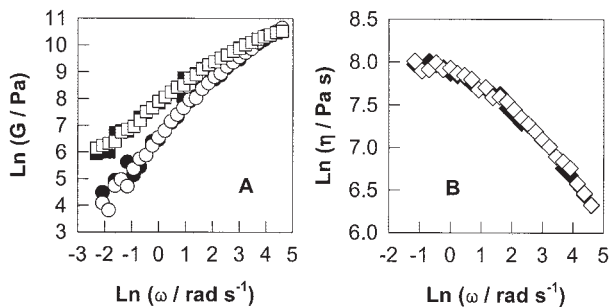 Ln (G / Pa)
11
10
9
8
7
6
5
4
3
A
-3 -2 -1 0 1 2 3 4 5
Ln (ω / rad s⁻¹)
Ln (η / Pa s)
8.5
8.0
7.5
7.0
6.5
6.0
B
-2 -1 0 1 2 3 4 5
Ln (ω / rad s⁻¹)